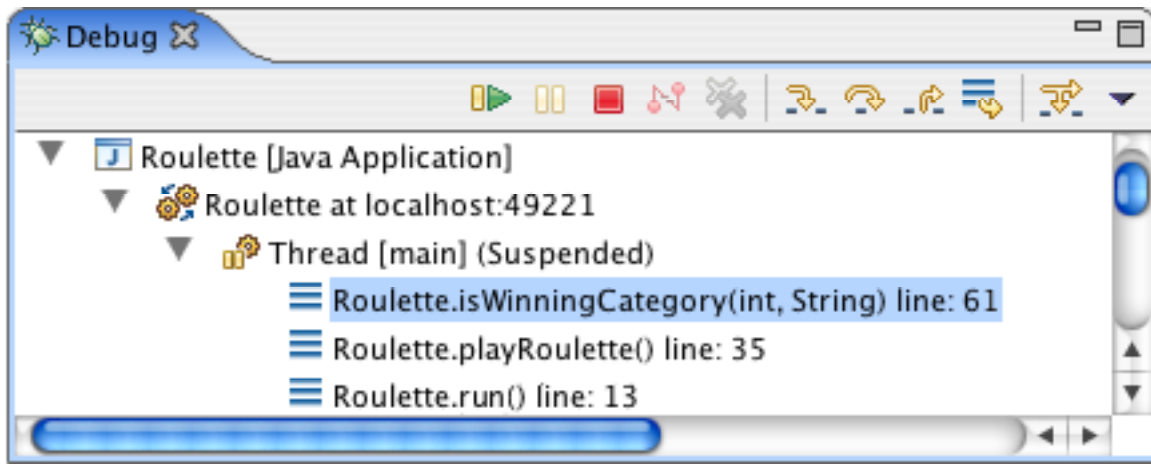 Debug
Roulette [Java Application]
Roulette at localhost:49221
Thread [main] (Suspended)
Roulette.isWinningCategory(int, String) line: 61
Roulette.playRoulette() line: 35
Roulette.run() line: 13